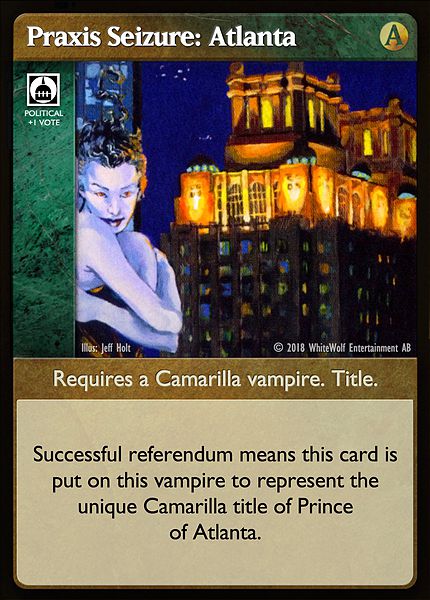 Praxis Seizure: Atlanta
A
POLITICAL
+1 VOTE
Illus: Jeff Holt
© 2018 WhiteWolf Entertainment AB
Requires a Camarilla vampire. Title.
Successful referendum means this card is
put on this vampire to represent the
unique Camarilla title of Prince
of Atlanta.